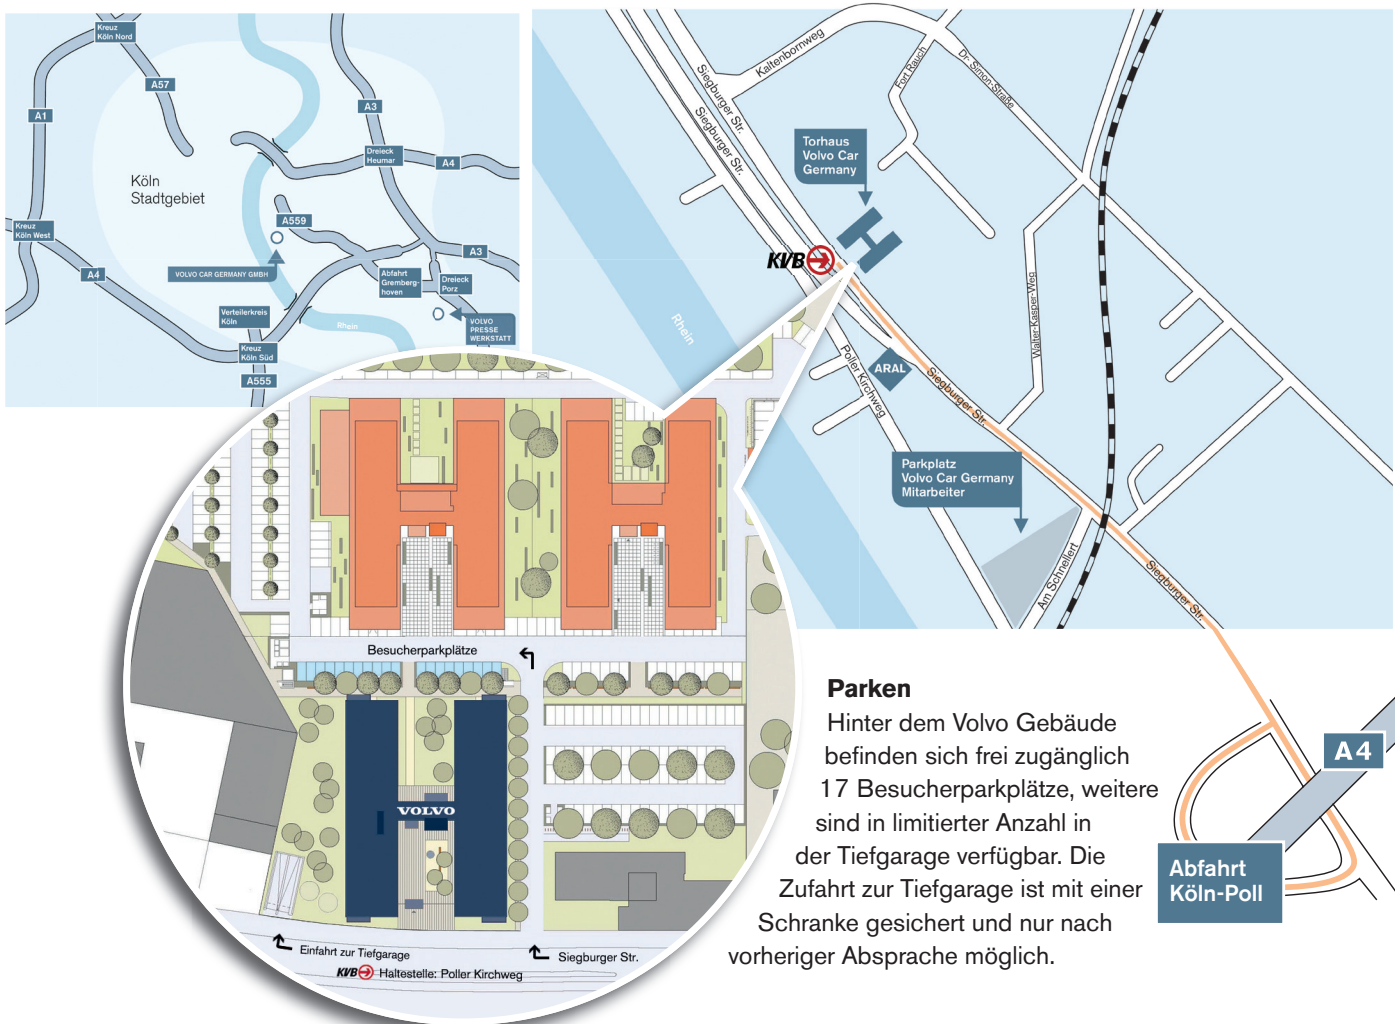 Kreuz
Köln Nord
A57
A1
A3
Dreieck
Heumar
A4
Köln
Stadtgebiet
A559
Kreuz
Köln West
A4
VOLVO CAR GERMANY GMBH
A3
Abfahrt
Gremberg-
hoven
Dreieck
Porz
Verteilerkreis
Köln
Rhein
VOLVO
PRESSE
WERKSTATT
Kreuz
Köln Süd
A555
Siegburger Str.
Siegburger Str.
Kaltenbornweg
Fort Rauch
Dr.-Simon-Straße
Torhaus
Volvo Car
Germany
KVB
Rhein
Walter-Kasper-Weg
Poller Kirchweg
ARAL
Siegburger Str.
Parkplatz
Volvo Car Germany
Mitarbeiter
Am Schnellert
Siegburger Str.
A4
Abfahrt
Köln-Poll
Besucherparkplätze
VOLVO
Einfahrt zur Tiefgarage
Siegburger Str.
KVB Haltestelle: Poller Kirchweg
Parken
Hinter dem Volvo Gebäude
befinden sich frei zugänglich
17 Besucherparkplätze, weitere
sind in limitierter Anzahl in
der Tiefgarage verfügbar. Die
Zufahrt zur Tiefgarage ist mit einer
Schranke gesichert und nur nach
vorheriger Absprache möglich.